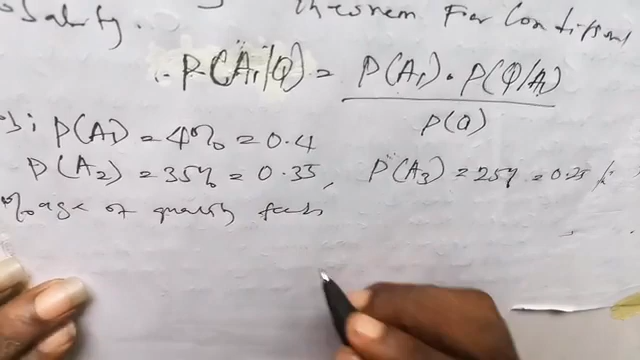 Theorem For Conditional
∴ P(A₁/Q) = P(A₁) · P(Q/A₁)
P(Q)
P(A₁) = 4% = 0.4
P(A₂) = 35% = 0.35, P(A₃) = 25% = 0.25
%age of quality